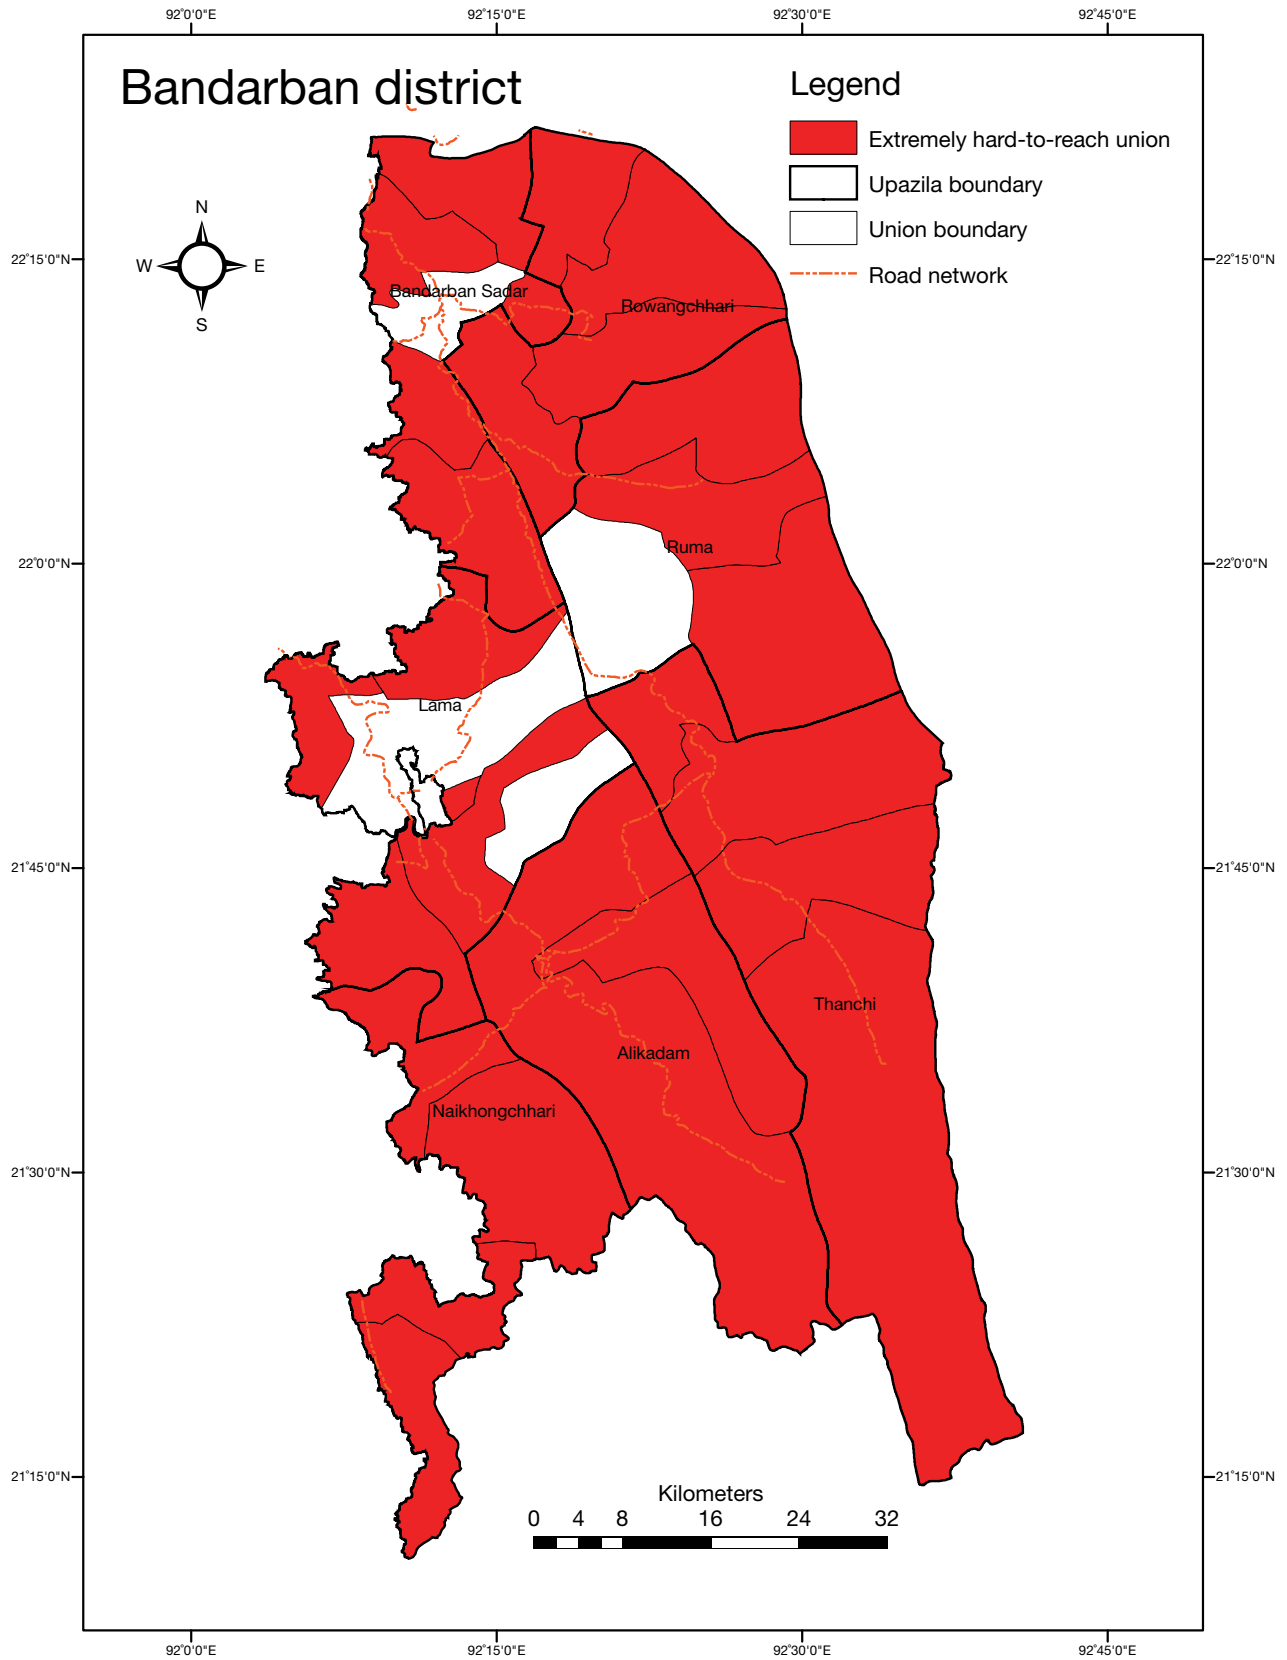 92°0'0"E 92°15'0"E 92°30'0"E 92°45'0"E
Bandarban district
Legend
Extremely hard-to-reach union
Upazila boundary
Union boundary
Road network
N
W E
S
22°15'0"N 22°15'0"N
Bandarban Sadar
Rowangchhari
Ruma
22°0'0"N 22°0'0"N
Lama
21°45'0"N 21°45'0"N
Thanchi
Alikadam
Naikhongchhari
21°30'0"N 21°30'0"N
21°15'0"N 21°15'0"N
Kilometers
0 4 8 16 24 32
92°0'0"E 92°15'0"E 92°30'0"E 92°45'0"E